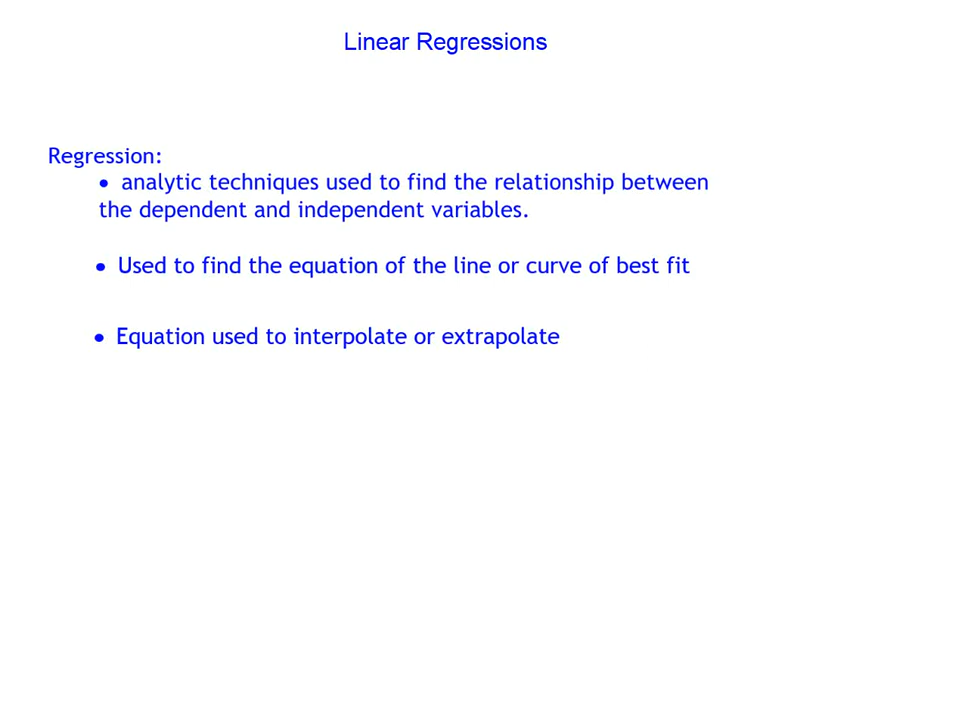 Linear Regressions
Regression:
• analytic techniques used to find the relationship between
the dependent and independent variables.
• Used to find the equation of the line or curve of best fit
• Equation used to interpolate or extrapolate